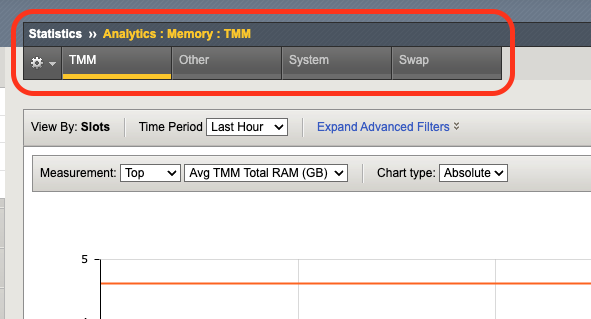 Statistics ›› Analytics : Memory : TMM
TMM Other System Swap
View By: Slots Time Period Last Hour Expand Advanced Filters
Measurement: Top Avg TMM Total RAM (GB) Chart type: Absolute
5